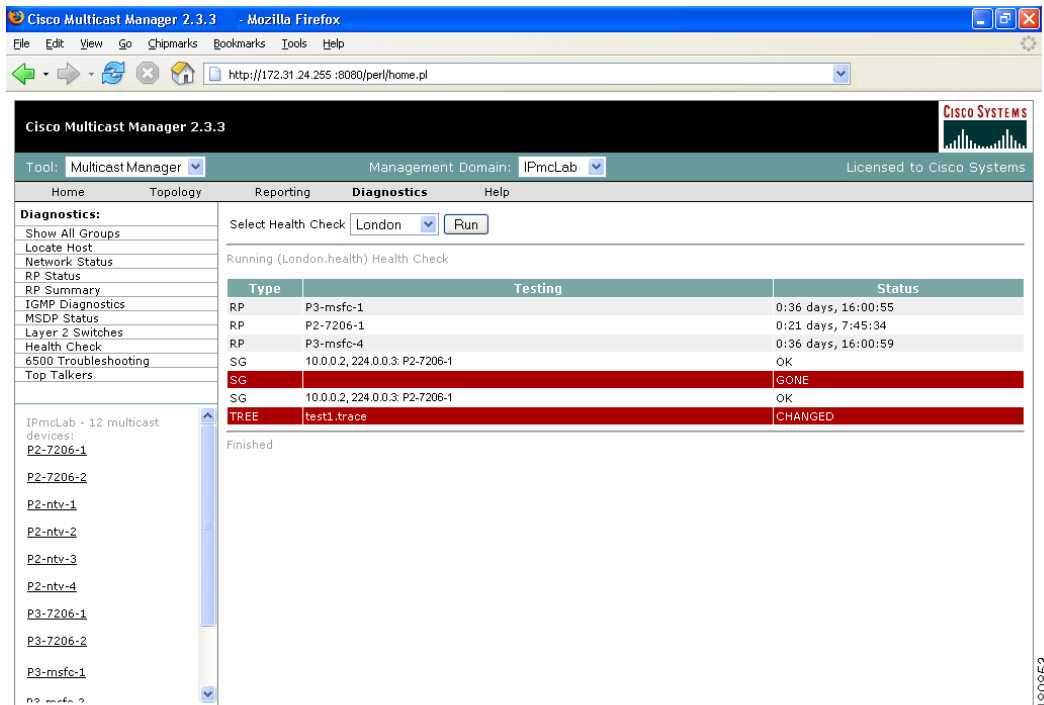 Cisco Multicast Manager 2.3.3 - Mozilla Firefox
File Edit View Go Chipmarks Bookmarks Tools Help
http://172.31.24.255 :8080/perl/home.pl
Cisco Multicast Manager 2.3.3
CISCO SYSTEMS
Tool: Multicast Manager Management Domain: IPmcLab Licensed to Cisco Systems
Home Topology Reporting Diagnostics Help
Diagnostics:
Show All Groups
Locate Host
Network Status
RP Status
RP Summary
IGMP Diagnostics
MSDP Status
Layer 2 Switches
Health Check
6500 Troubleshooting
Top Talkers
IPmcLab - 12 multicast
devices:
P2-7206-1
P2-7206-2
P2-ntv-1
P2-ntv-2
P2-ntv-3
P2-ntv-4
P3-7206-1
P3-7206-2
P3-msfc-1
Select Health Check London Run
Running (London.health) Health Check
Type Testing Status
RP P3-msfc-1 0:36 days, 16:00:55
RP P2-7206-1 0:21 days, 7:45:34
RP P3-msfc-4 0:36 days, 16:00:59
SG 10.0.0.2, 224.0.0.3: P2-7206-1 OK
SG GONE
SG 10.0.0.2, 224.0.0.3: P2-7206-1 OK
TREE test1.trace CHANGED
Finished